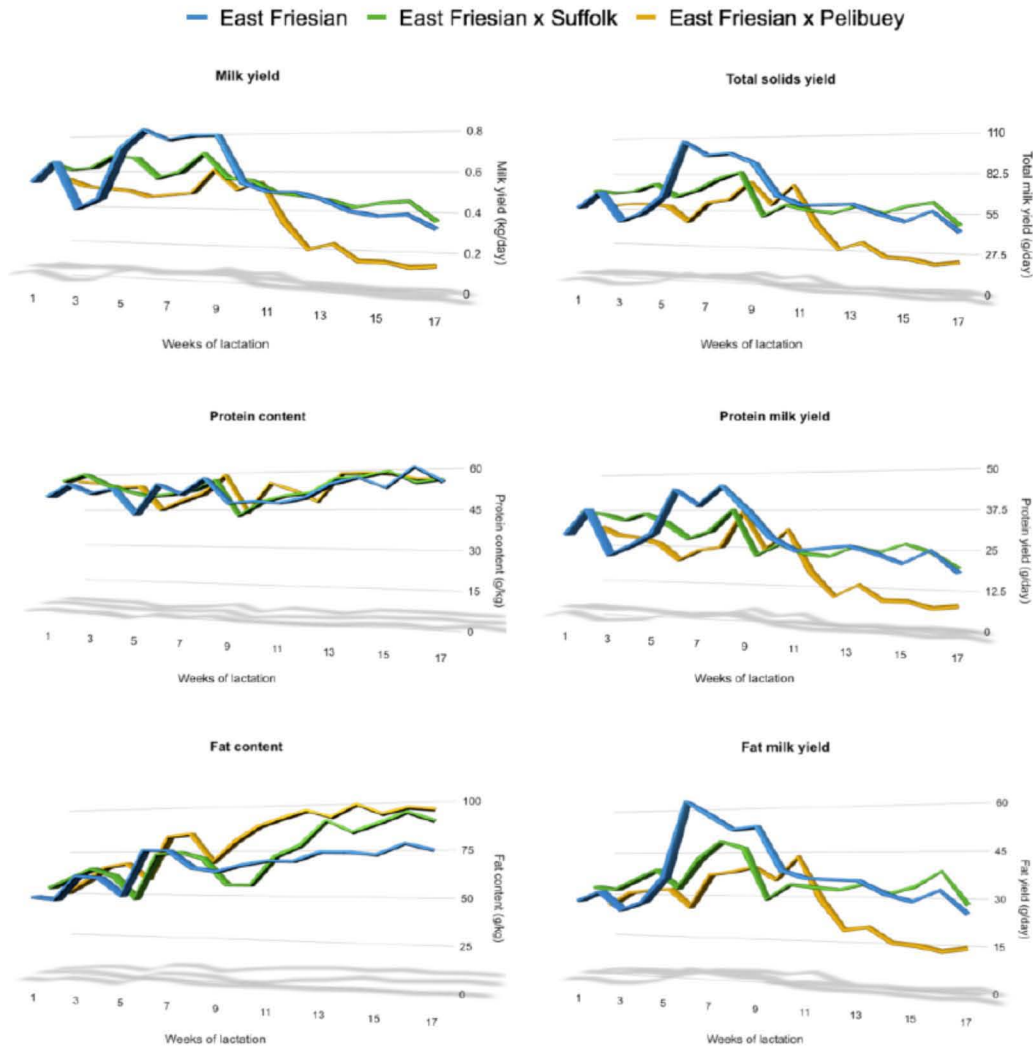 East Friesian East Friesian x Suffolk East Friesian x Pelibuey
Milk yield
0.8
0.6
0.4
0.2
0
Milk yield (kg/day)
1 3 5 7 9 11 13 15 17
Weeks of lactation
Total solids yield
110
82.5
55
27.5
0
Total milk yield (g/day)
1 3 5 7 9 11 13 15 17
Weeks of lactation
Protein content
60
45
30
15
0
Protein content (g/kg)
1 3 5 7 9 11 13 15 17
Weeks of lactation
Protein milk yield
50
37.5
25
12.5
0
Protein yield (g/day)
1 3 5 7 9 11 13 15 17
Weeks of lactation
Fat content
100
75
50
25
0
Fat content (g/kg)
1 3 5 7 9 11 13 15 17
Weeks of lactation
Fat milk yield
60
45
30
15
0
Fat yield (g/day)
1 3 5 7 9 11 13 15 17
Weeks of lactation